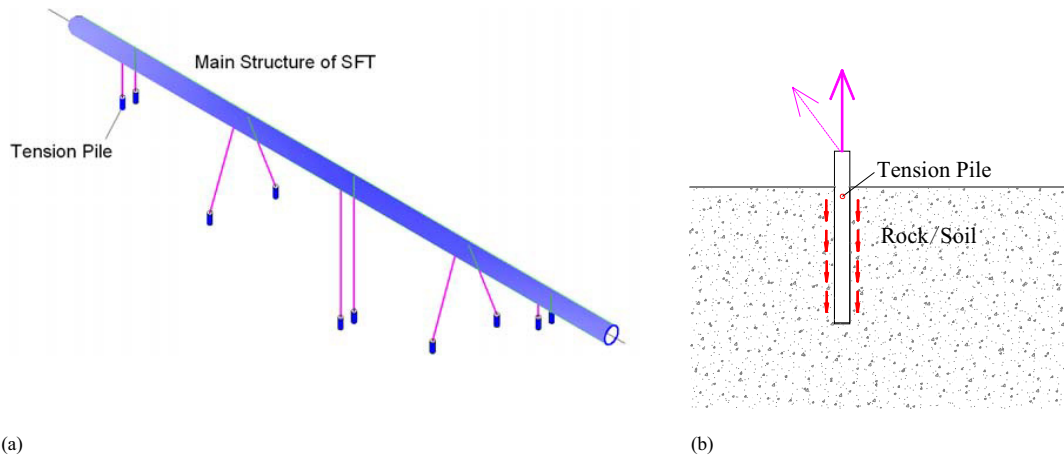 Main Structure of SFT
Tension Pile
Tension Pile
Rock/Soil
(a)
(b)